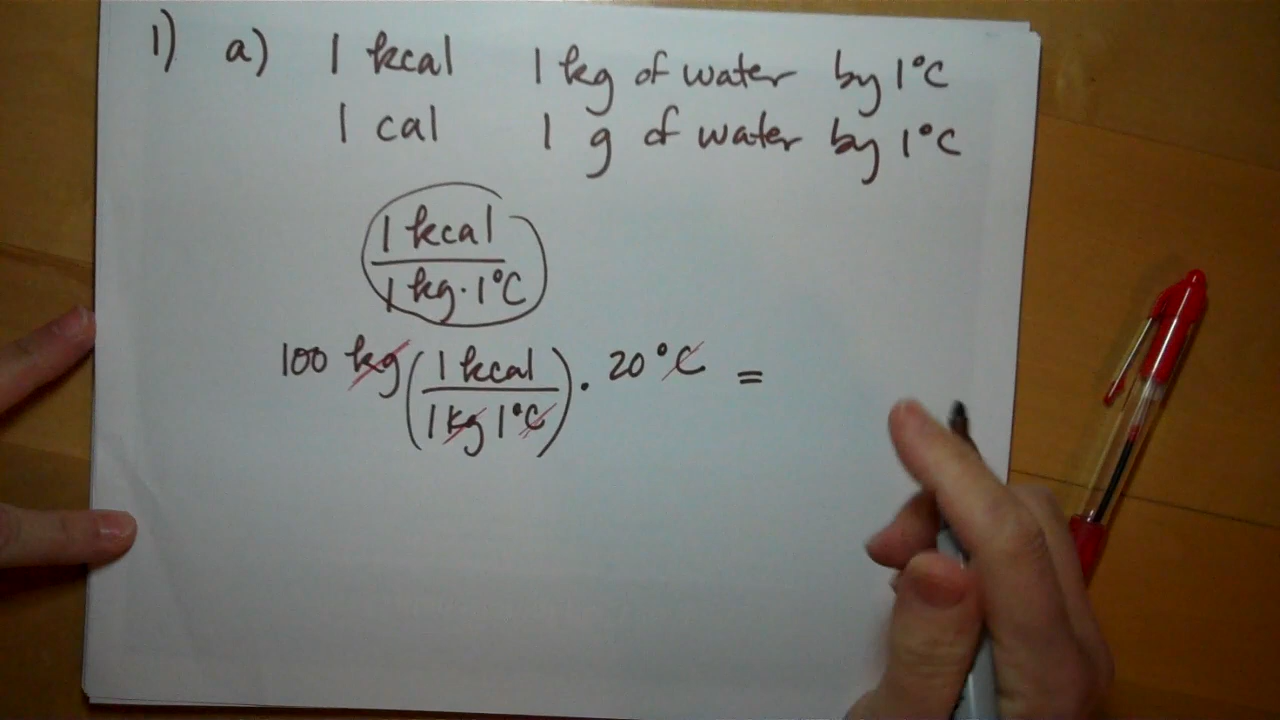 1) a) 1 kcal 1 kg of water by 1°C
1 cal 1 g of water by 1°C
1 kcal
1 kg · 1°C
100 kg (1 kcal / 1 kg 1°C) · 20°C =